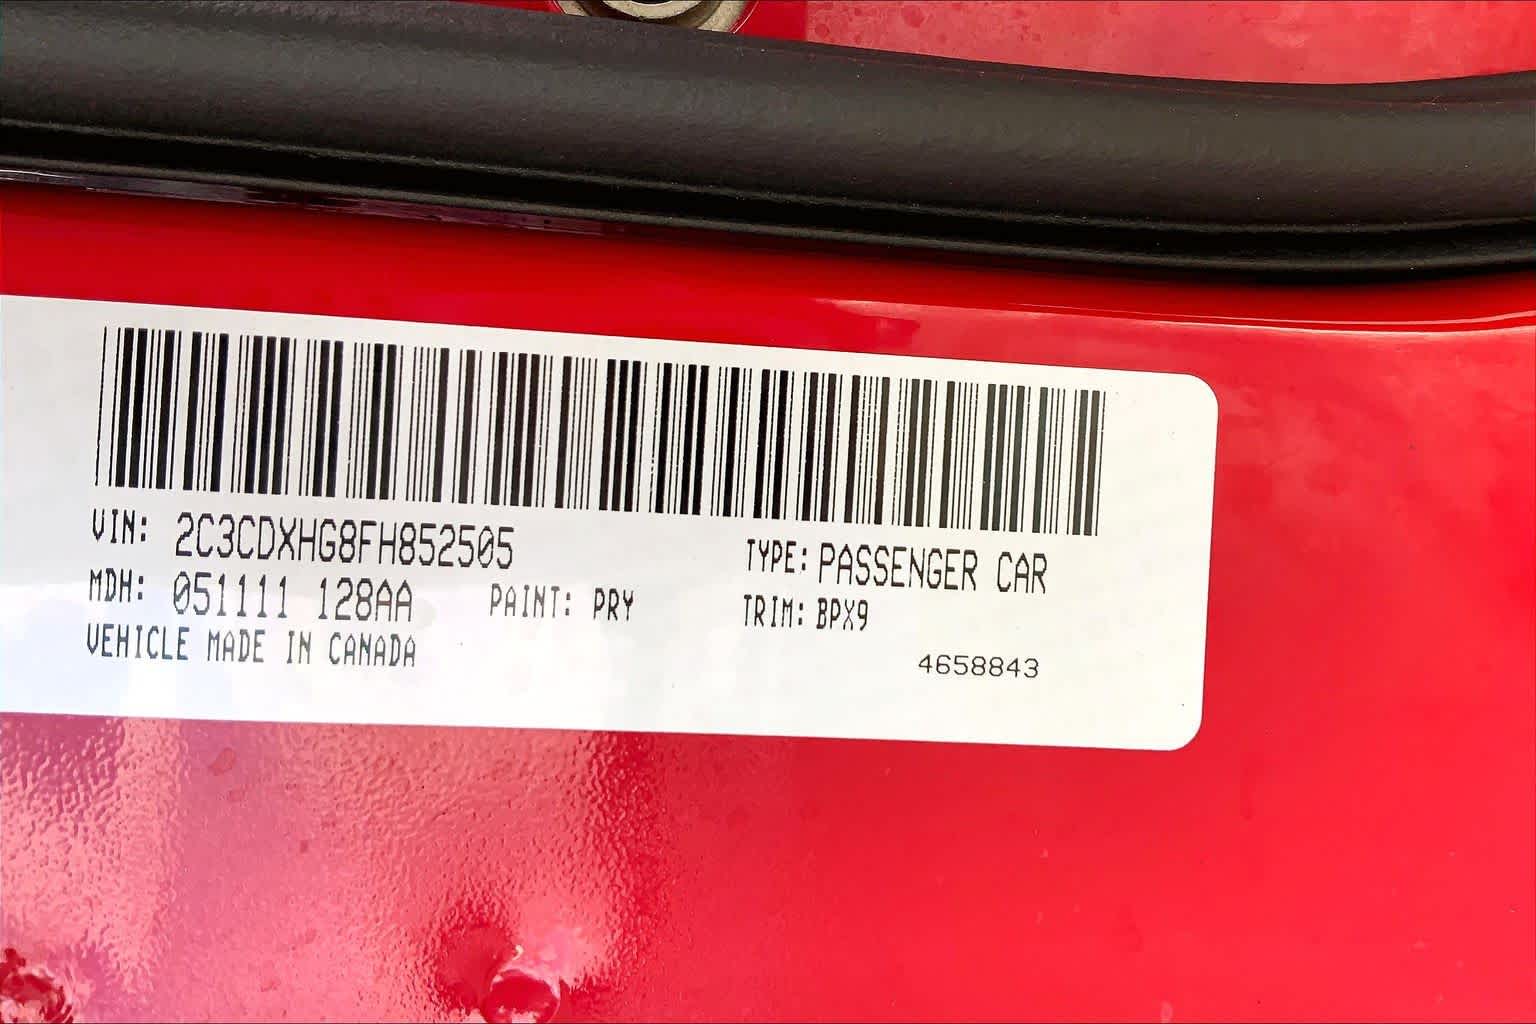 VIN: 2C3CDXHG8FH852505 TYPE: PASSENGER CAR
MDH: 051111 128AA PAINT: PRY TRIM: BPX9
VEHICLE MADE IN CANADA 4658843